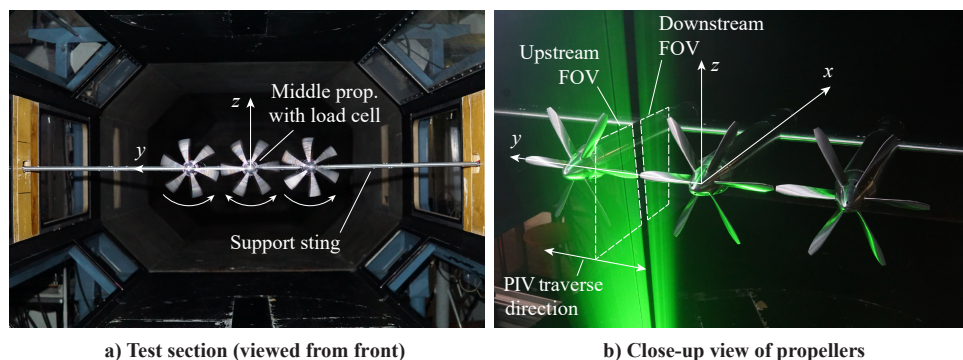 Middle prop.
with load cell
z
y
Support sting
a) Test section (viewed from front)
Downstream
FOV
Upstream
FOV
z
x
y
PIV traverse
direction
b) Close-up view of propellers